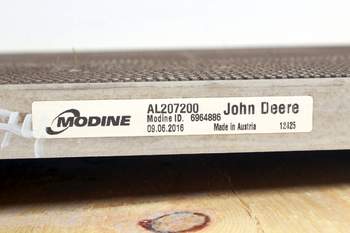 MODINE
AL207200 John Deere
Modine ID. 6964886
09.06.2016 Made in Austria 12425